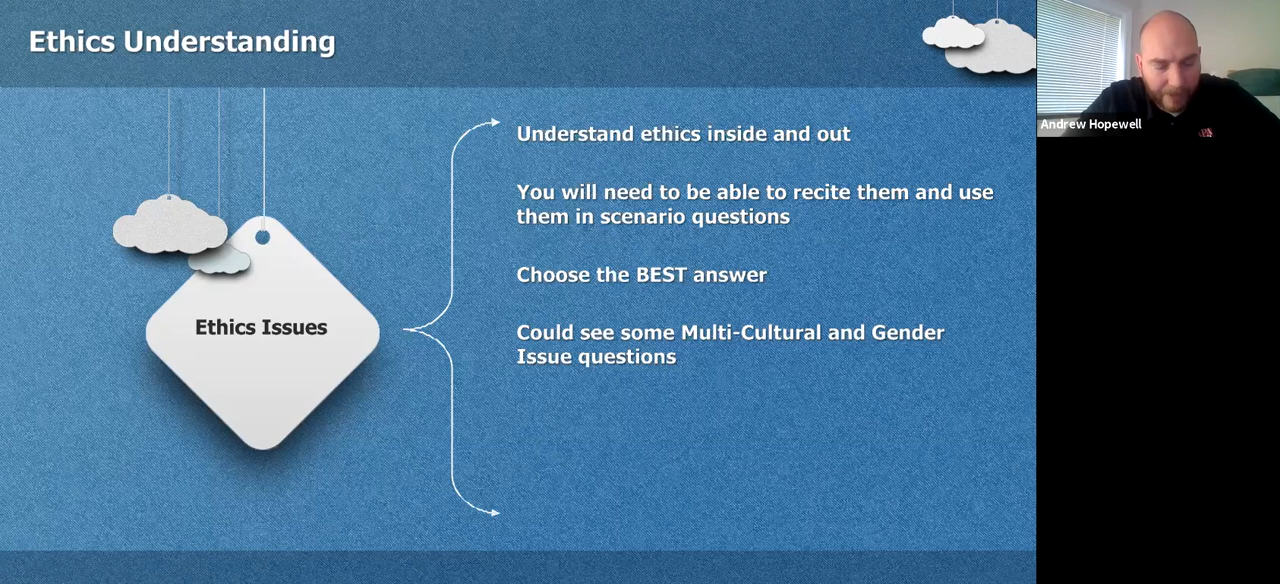 Ethics Understanding
Andrew Hopewell
Understand ethics inside and out
You will need to be able to recite them and use
them in scenario questions
Choose the BEST answer
Ethics Issues
Could see some Multi-Cultural and Gender
Issue questions